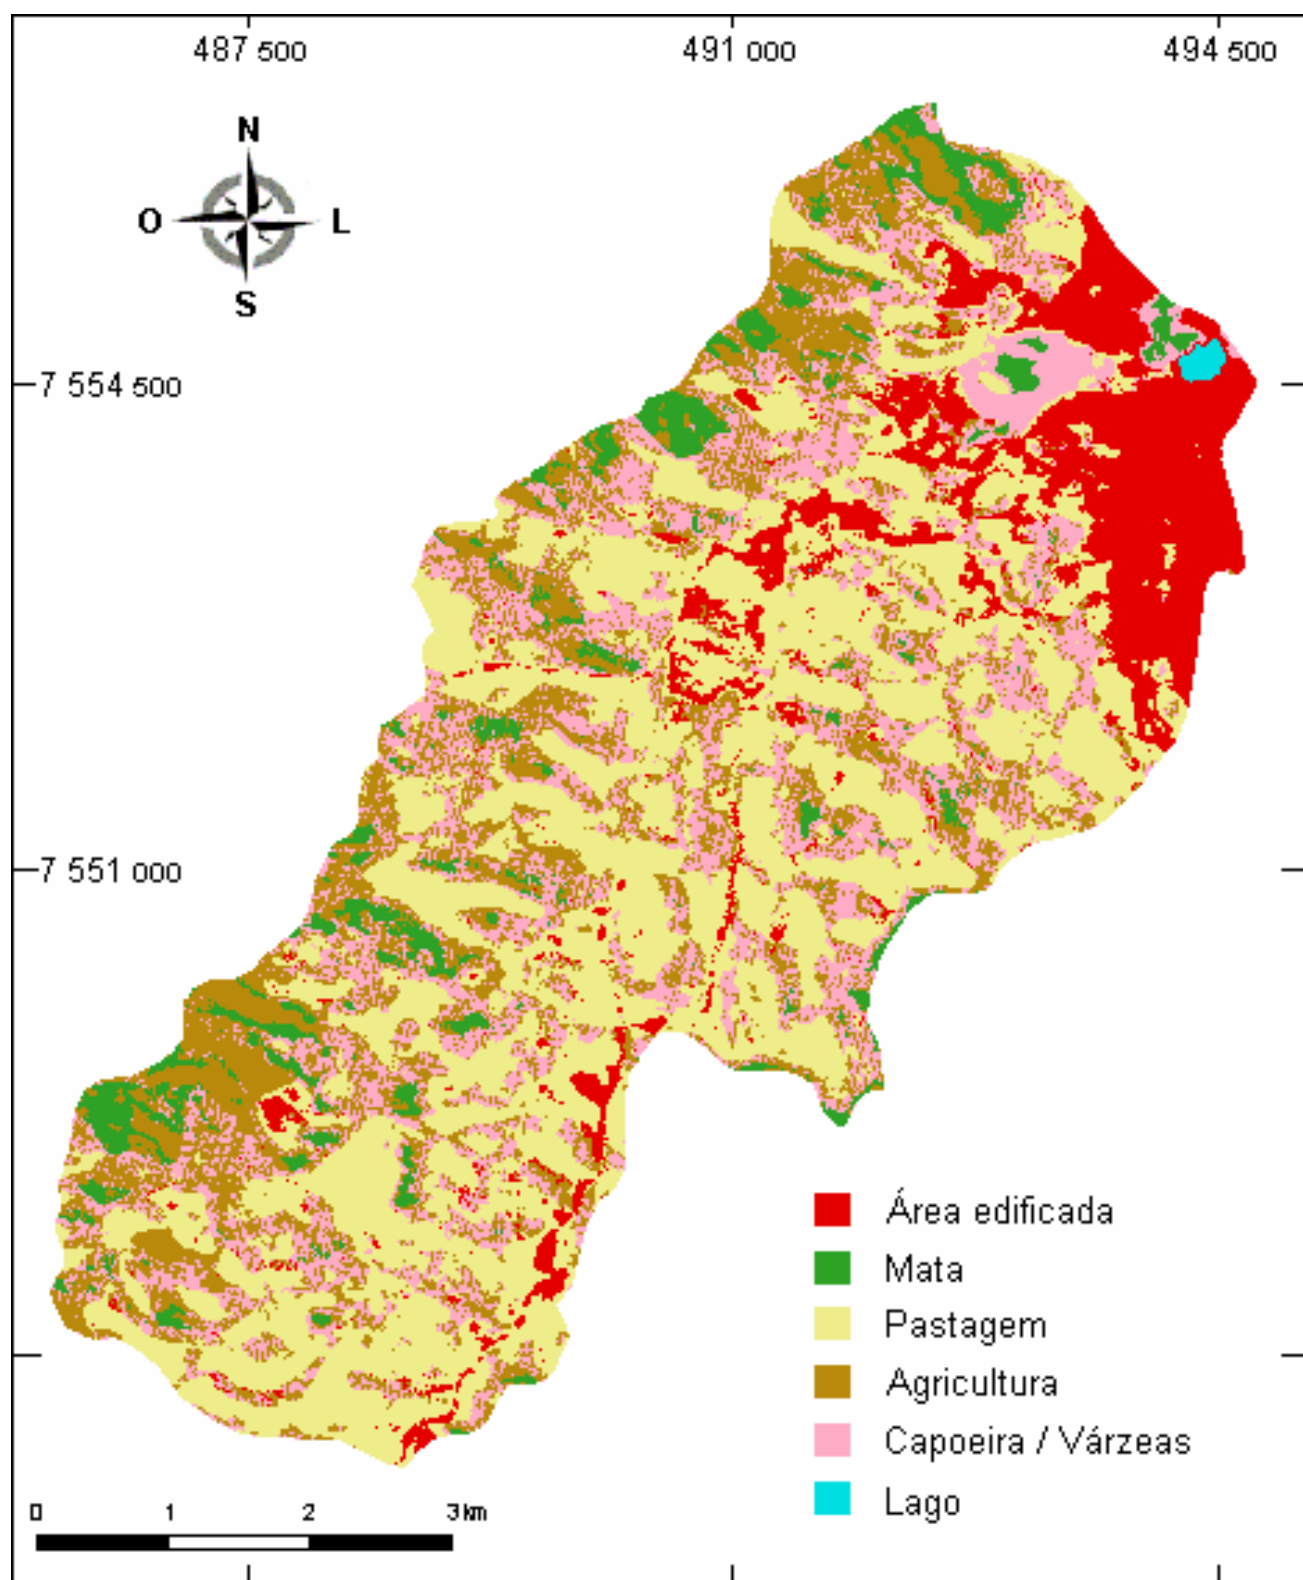 487 500 491 000 494 500
N
O L
S
7 554 500
7 551 000
Área edificada
Mata
Pastagem
Agricultura
Capoeira / Várzeas
Lago
0 1 2 3 km